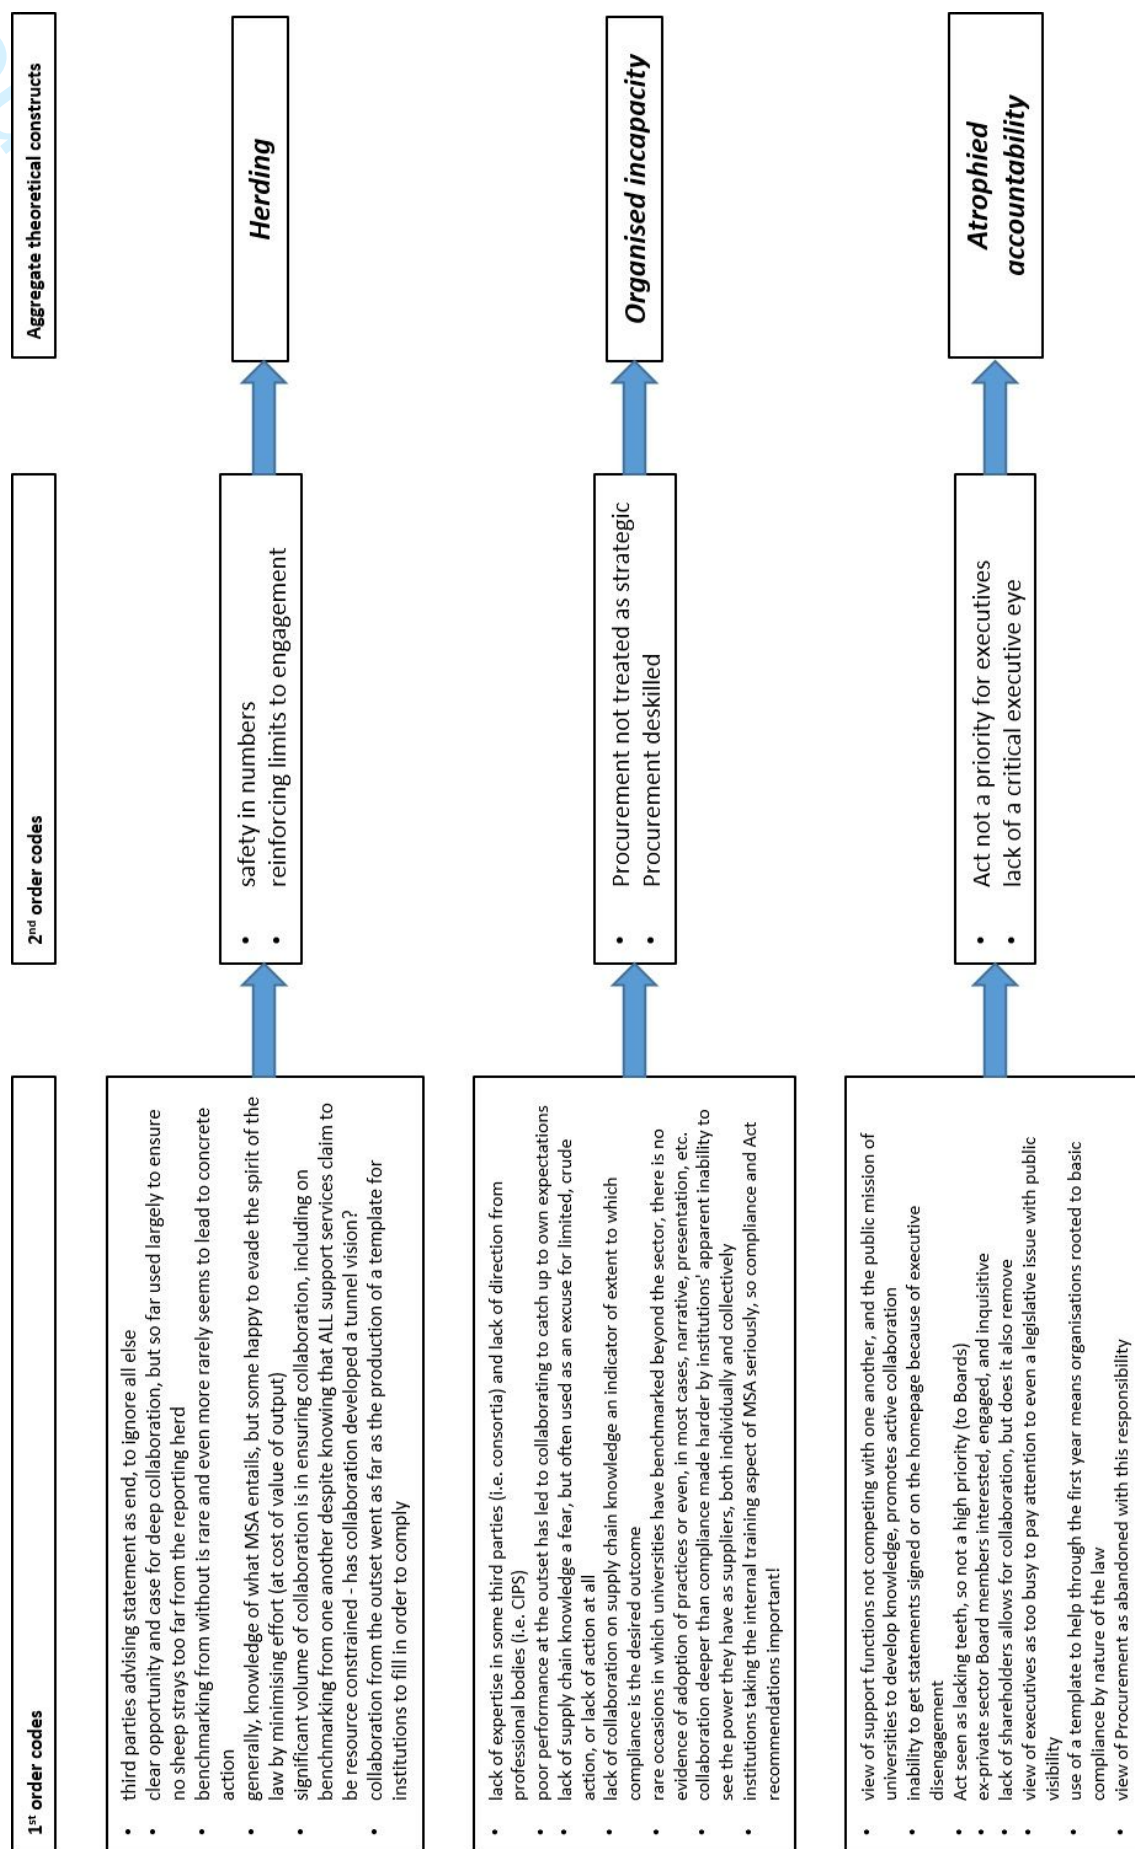 1st order codes
2nd order codes
Aggregate theoretical constructs
• third parties advising statement as end, to ignore all else
• clear opportunity and case for deep collaboration, but so far used largely to ensure
no sheep strays too far from the reporting herd
• benchmarking from without is rare and even more rarely seems to lead to concrete
action
• generally, knowledge of what MSA entails, but some happy to evade the spirit of the
law by minimising effort (at cost of value of output)
• significant volume of collaboration is in ensuring collaboration, including on
benchmarking from one another despite knowing that ALL support services claim to
be resource constrained - has collaboration developed a tunnel vision?
• collaboration from the outset went as far as the production of a template for
institutions to fill in order to comply
• safety in numbers
• reinforcing limits to engagement
Herding
• lack of expertise in some third parties (i.e. consortia) and lack of direction from
professional bodies (i.e. CIPS)
• poor performance at the outset has led to collaborating to catch up to own expectations
• lack of supply chain knowledge a fear, but often used as an excuse for limited, crude
action, or lack of action at all
• lack of collaboration on supply chain knowledge an indicator of extent to which
compliance is the desired outcome
• rare are occasions in which universities have benchmarked beyond the sector, there is no
evidence of adoption of practices or even, in most cases, narrative, presentation, etc.
• collaboration deeper than compliance made harder by institutions' apparent inability to
see the power they have as suppliers, both individually and collectively
• institutions taking the internal training aspect of MSA seriously, so compliance and Act
recommendations important!
• Procurement not treated as strategic
• Procurement deskilled
Organised incapacity
• view of support functions not competing with one another, and the public mission of
universities to develop knowledge, promotes active collaboration
• inability to get statements signed or on the homepage because of executive
disengagement
• Act seen as lacking teeth, so not a high priority (to Boards)
• ex-private sector Board members interested, engaged, and inquisitive
• lack of shareholders allows for collaboration, but does it also remove
• view of executives as too busy to pay attention to even a legislative issue with public
visibility
• use of a template to help through the first year means organisations rooted to basic
compliance by nature of the law
• view of Procurement as abandoned with this responsibility
• Act not a priority for executives
• lack of a critical executive eye
Atrophied
accountability